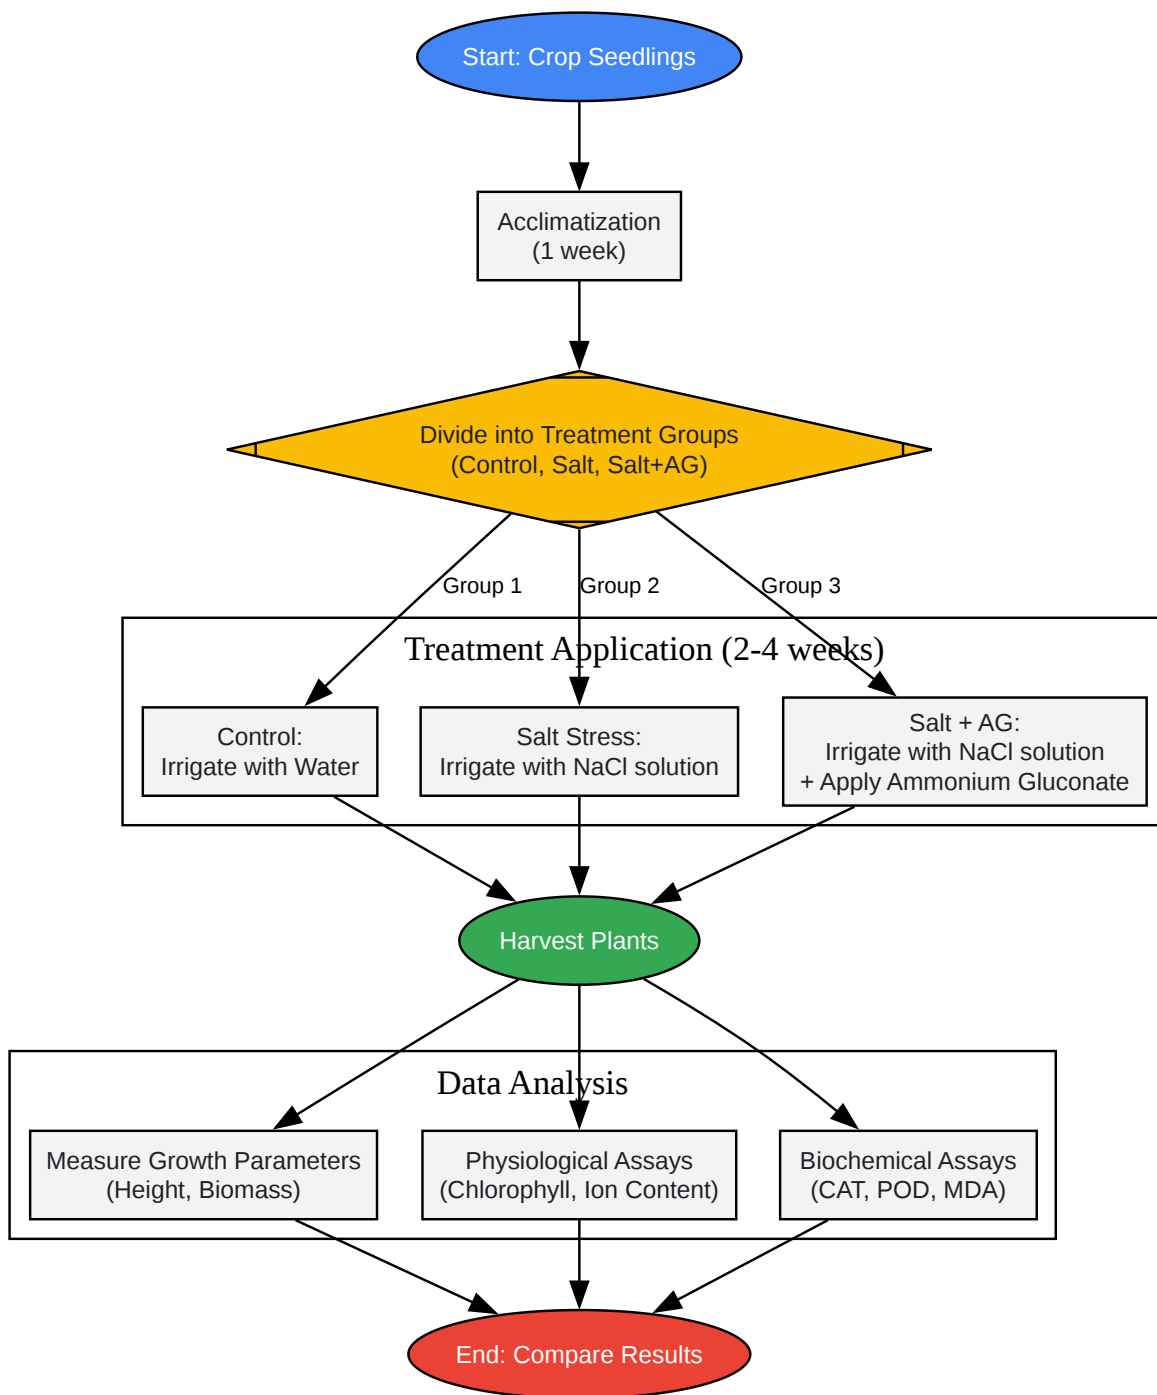 Start: Crop Seedlings
Acclimatization
(1 week)
Divide into Treatment Groups
(Control, Salt, Salt+AG)
Group 1
Group 2
Group 3
Treatment Application (2-4 weeks)
Control:
Irrigate with Water
Salt Stress:
Irrigate with NaCl solution
Salt + AG:
Irrigate with NaCl solution
+ Apply Ammonium Gluconate
Harvest Plants
Data Analysis
Measure Growth Parameters
(Height, Biomass)
Physiological Assays
(Chlorophyll, Ion Content)
Biochemical Assays
(CAT, POD, MDA)
End: Compare Results